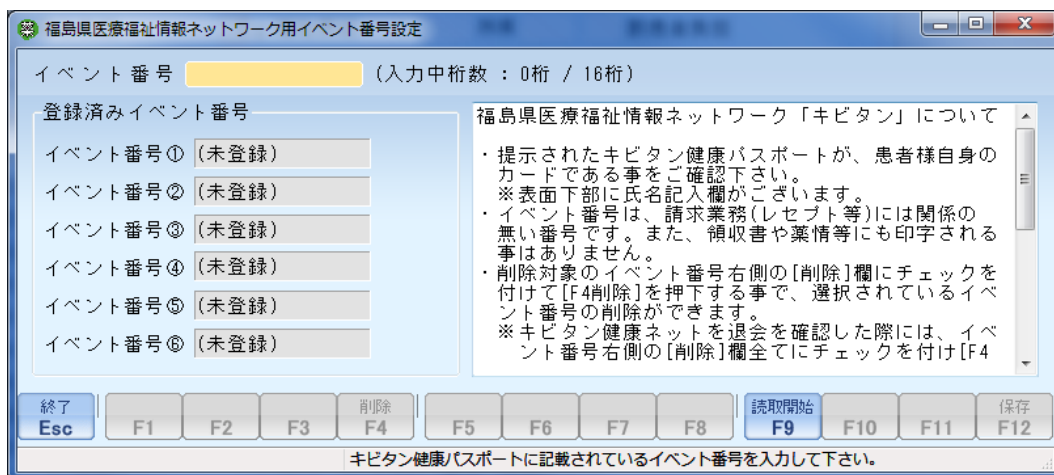 福島県医療福祉情報ネットワーク用イベント番号設定
イベント番号 (入力中桁数 : 0桁 / 16桁)
登録済みイベント番号
イベント番号① (未登録)
イベント番号② (未登録)
イベント番号③ (未登録)
イベント番号④ (未登録)
イベント番号⑤ (未登録)
イベント番号⑥ (未登録)
福島県医療福祉情報ネットワーク「キビタン」について
・提示されたキビタン健康パスポートが、患者様自身の
カードである事をご確認下さい。
※表面下部に氏名記入欄がございます。
・イベント番号は、請求業務(レセプト等)には関係の
無い番号です。また、領収書や薬情等にも印字される
事はありません。
・削除対象のイベント番号右側の[削除]欄にチェックを
付けて[F4削除]を押下する事で、選択されているイベ
ント番号の削除ができます。
※キビタン健康ネットを退会を確認した際には、イベ
ント番号右側の[削除]欄全てにチェックを付け[F4
終了 削除 読取開始 保存
Esc F1 F2 F3 F4 F5 F6 F7 F8 F9 F10 F11 F12
キビタン健康パスポートに記載されているイベント番号を入力して下さい。